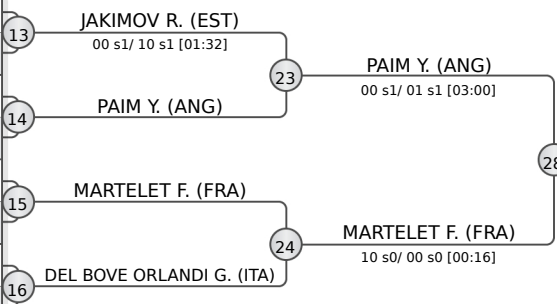 JAKIMOV R. (EST)
13
00 s1/ 10 s1 [01:32]
PAIM Y. (ANG)
23
00 s1/ 01 s1 [03:00]
PAIM Y. (ANG)
14
28
MARTELET F. (FRA)
15
MARTELET F. (FRA)
24
10 s0/ 00 s0 [00:16]
DEL BOVE ORLANDI G. (ITA)
16